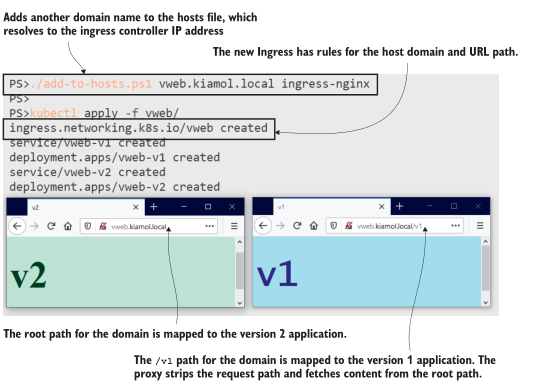 Adds another domain name to the hosts file, which
resolves to the ingress controller IP address
The new Ingress has rules for the host domain and URL path.
PS>./add-to-hosts.ps1 vweb.kiamol.local ingress-nginx
PS>
PS>kubectl apply -f vweb/
ingress.networking.k8s.io/vweb created
service/vweb-v1 created
deployment.apps/vweb-v1 created
service/vweb-v2 created
deployment.apps/vweb-v2 created
v2
vweb.kiamol.local
v2
v1
vweb.kiamol.local/v1
v1
The root path for the domain is mapped to the version 2 application.
The /v1 path for the domain is mapped to the version 1 application. The
proxy strips the request path and fetches content from the root path.